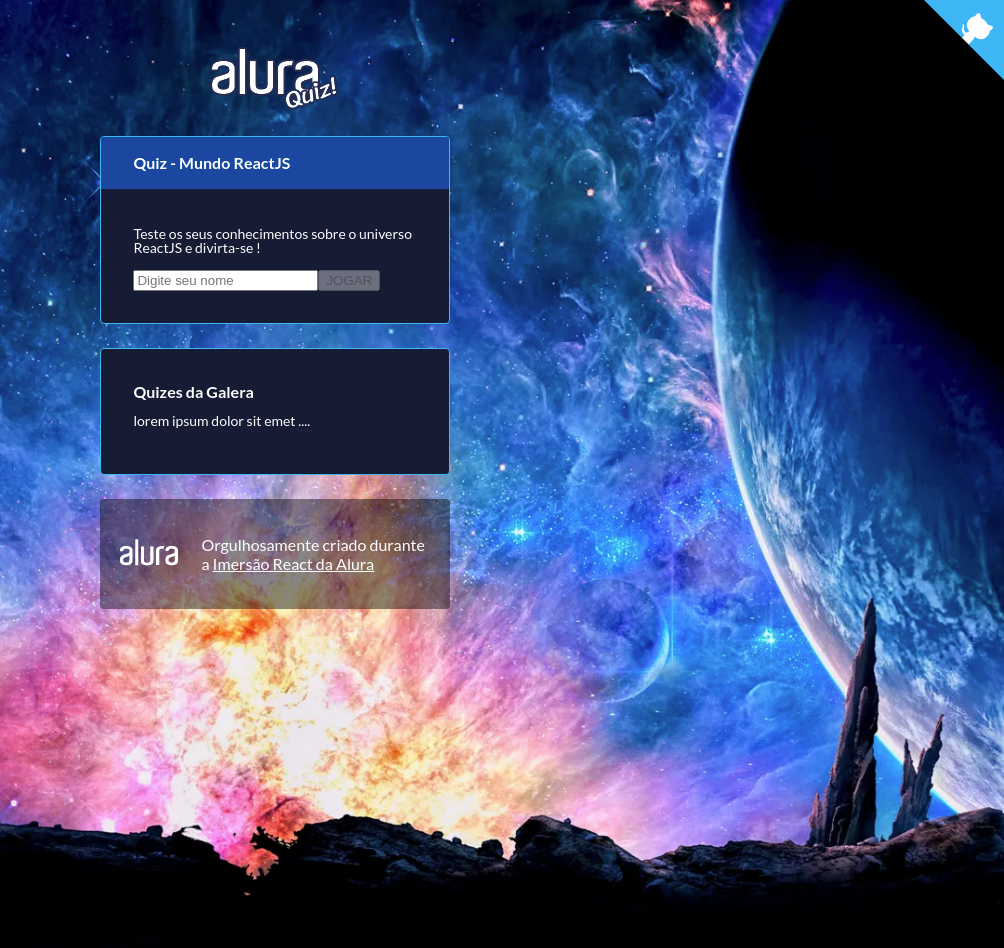 alura
Quiz!
Quiz - Mundo ReactJS
Teste os seus conhecimentos sobre o universo
ReactJS e divirta-se !
Digite seu nome JOGAR
Quizes da Galera
lorem ipsum dolor sit emet ....
alura
Orgulhosamente criado durante
a Imersão React da Alura